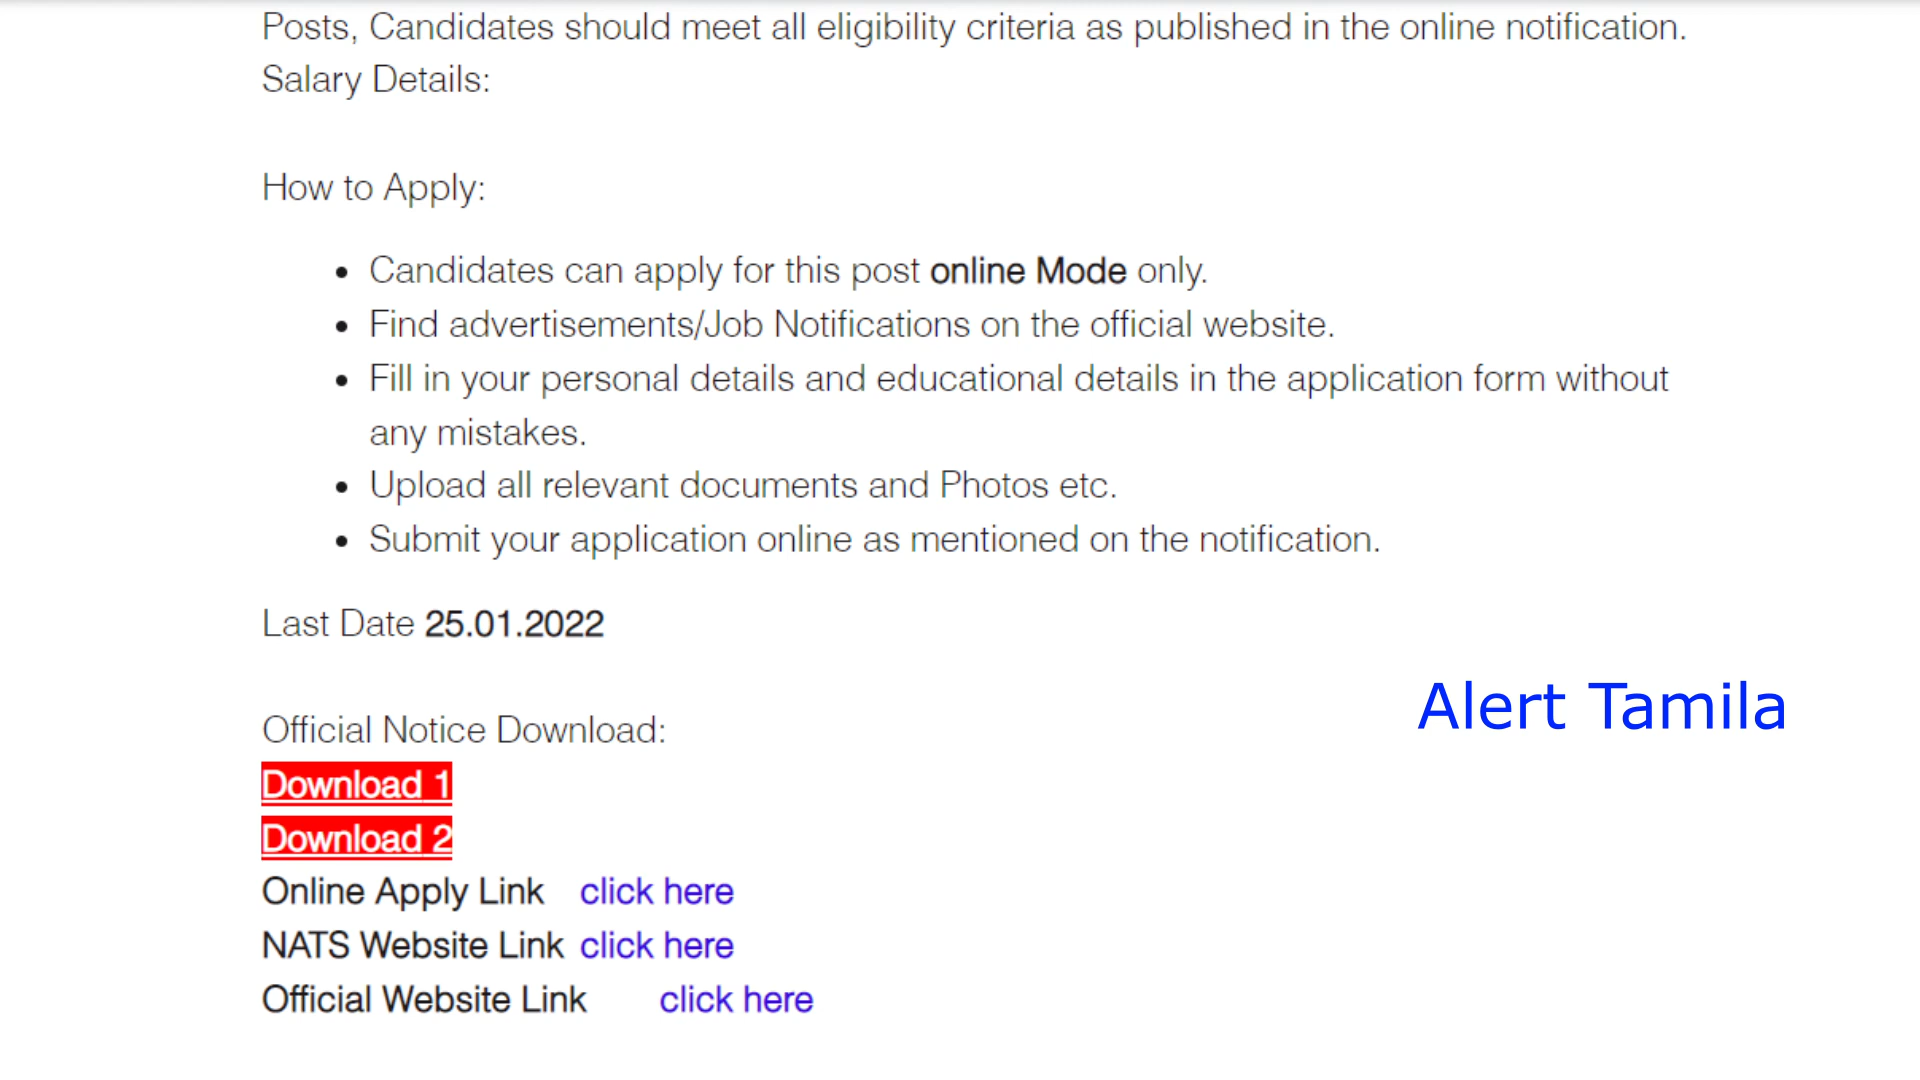 Posts, Candidates should meet all eligibility criteria as published in the online notification.
Salary Details:
How to Apply:
• Candidates can apply for this post online Mode only.
• Find advertisements/Job Notifications on the official website.
• Fill in your personal details and educational details in the application form without
any mistakes.
• Upload all relevant documents and Photos etc.
• Submit your application online as mentioned on the notification.
Last Date 25.01.2022
Alert Tamila
Official Notice Download:
Download 1
Download 2
Online Apply Link click here
NATS Website Link click here
Official Website Link click here